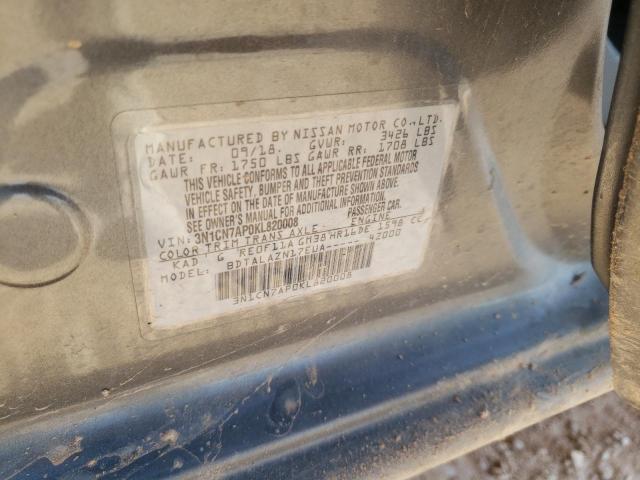 MANUFACTURED BY NISSAN MOTOR CO., LTD.
DATE: 09/18. GVWR: 3426 LBS
GAWR FR: 1750 LBS GAWR RR: 1708 LBS
THIS VEHICLE CONFORMS TO ALL APPLICABLE FEDERAL MOTOR
VEHICLE SAFETY, BUMPER AND THEFT PREVENTION STANDARDS
IN EFFECT ON THE DATE OF MANUFACTURE SHOWN ABOVE.
SEE OWNER'S MANUAL FOR ADDITIONAL INFORMATION.
VIN: 3N1CN7AP0KL820008 PASSENGER CAR.
COLOR TRIM TRANS AXLE: ENGINE
KAD G RE0F11A GM38 HR16DE 1598 CC
BDTALAZN17EUA----- 42000
3N1CN7AP0KL820008